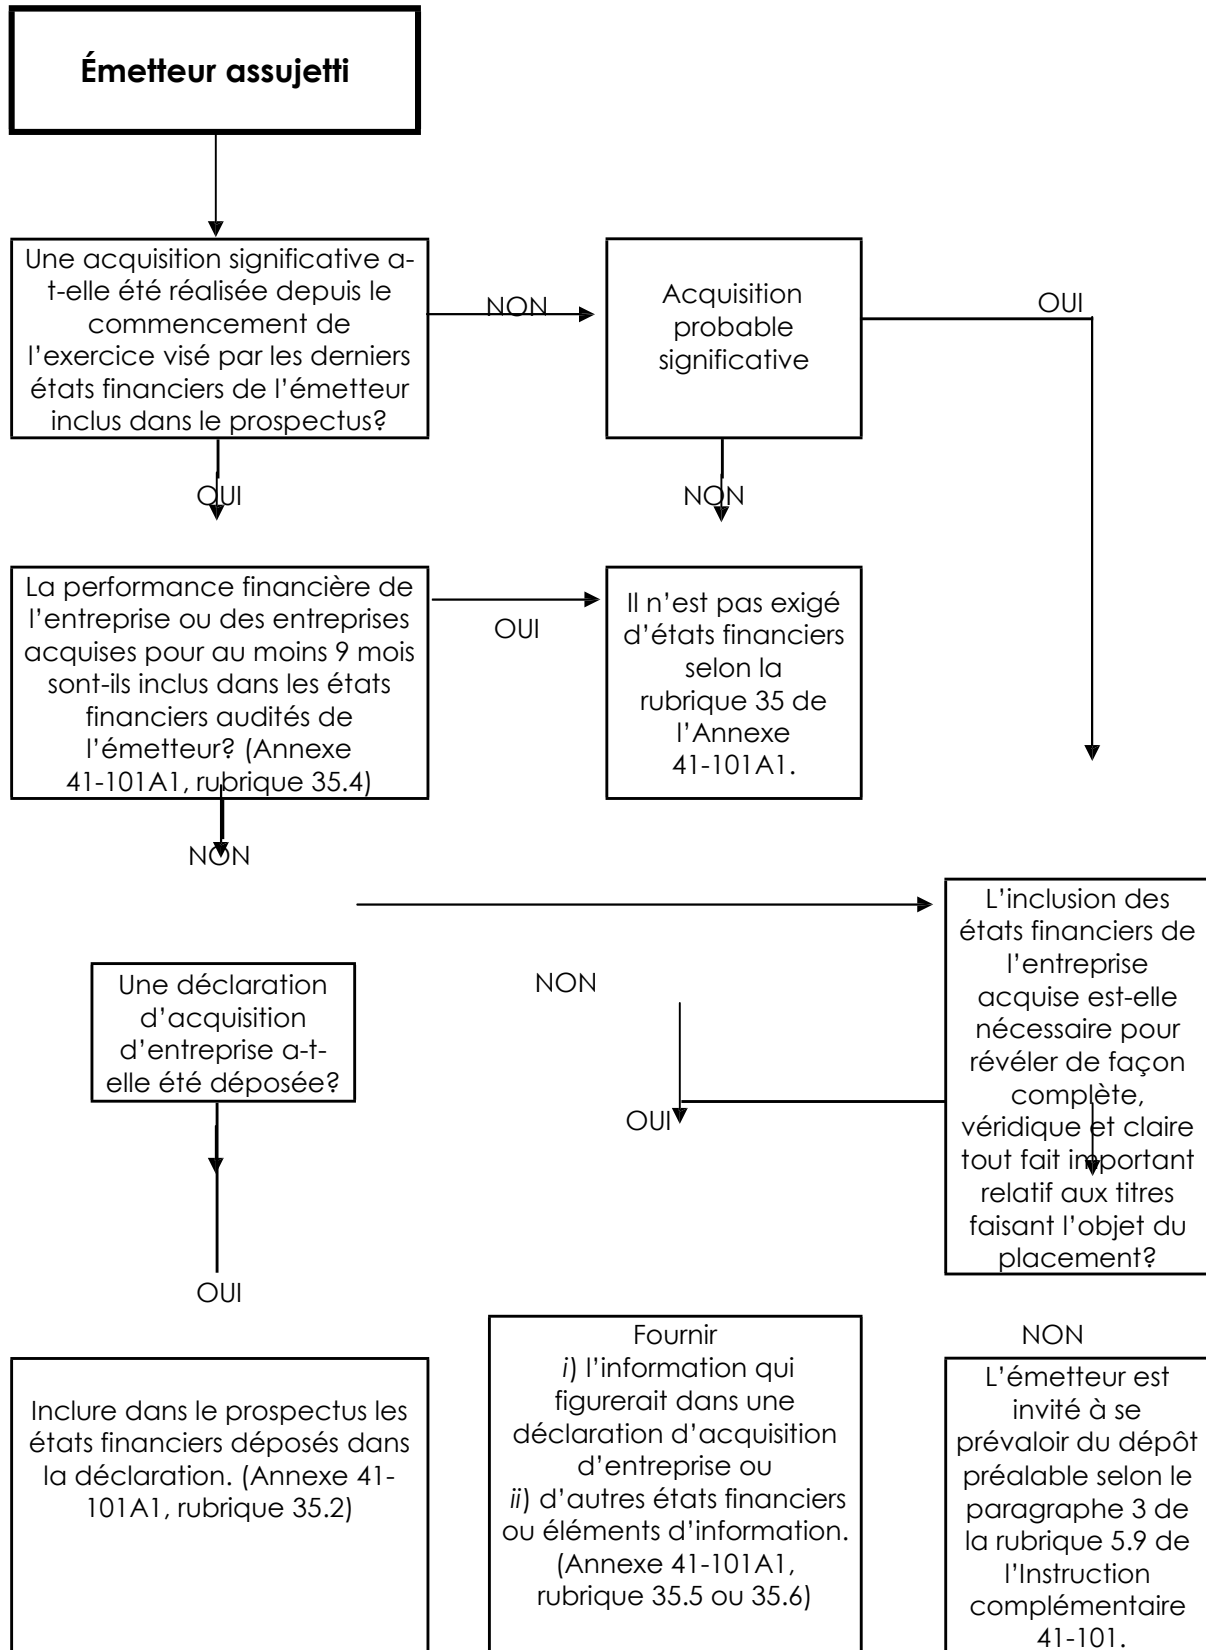 Émetteur assujetti
Une acquisition significative a-
t-elle été réalisée depuis le
commencement de
l’exercice visé par les derniers
états financiers de l’émetteur
inclus dans le prospectus?
NON
Acquisition
probable
significative
OUI
OUI
NON
La performance financière de
l’entreprise ou des entreprises
acquises pour au moins 9 mois
sont-ils inclus dans les états
financiers audités de
l’émetteur? (Annexe
41-101A1, rubrique 35.4)
OUI
Il n’est pas exigé
d’états financiers
selon la
rubrique 35 de
l’Annexe
41-101A1.
NON
Une déclaration
d’acquisition
d’entreprise a-t-
elle été déposée?
NON
OUI
L’inclusion des
états financiers de
l’entreprise
acquise est-elle
nécessaire pour
révéler de façon
complète,
véridique et claire
tout fait important
relatif aux titres
faisant l’objet du
placement?
OUI
NON
Inclure dans le prospectus les
états financiers déposés dans
la déclaration. (Annexe 41-
101A1, rubrique 35.2)
Fournir
i) l’information qui
figurerait dans une
déclaration d’acquisition
d’entreprise ou
ii) d’autres états financiers
ou éléments d’information.
(Annexe 41-101A1,
rubrique 35.5 ou 35.6)
L’émetteur est
invité à se
prévaloir du dépôt
préalable selon le
paragraphe 3 de
la rubrique 5.9 de
l’Instruction
complémentaire
41-101.